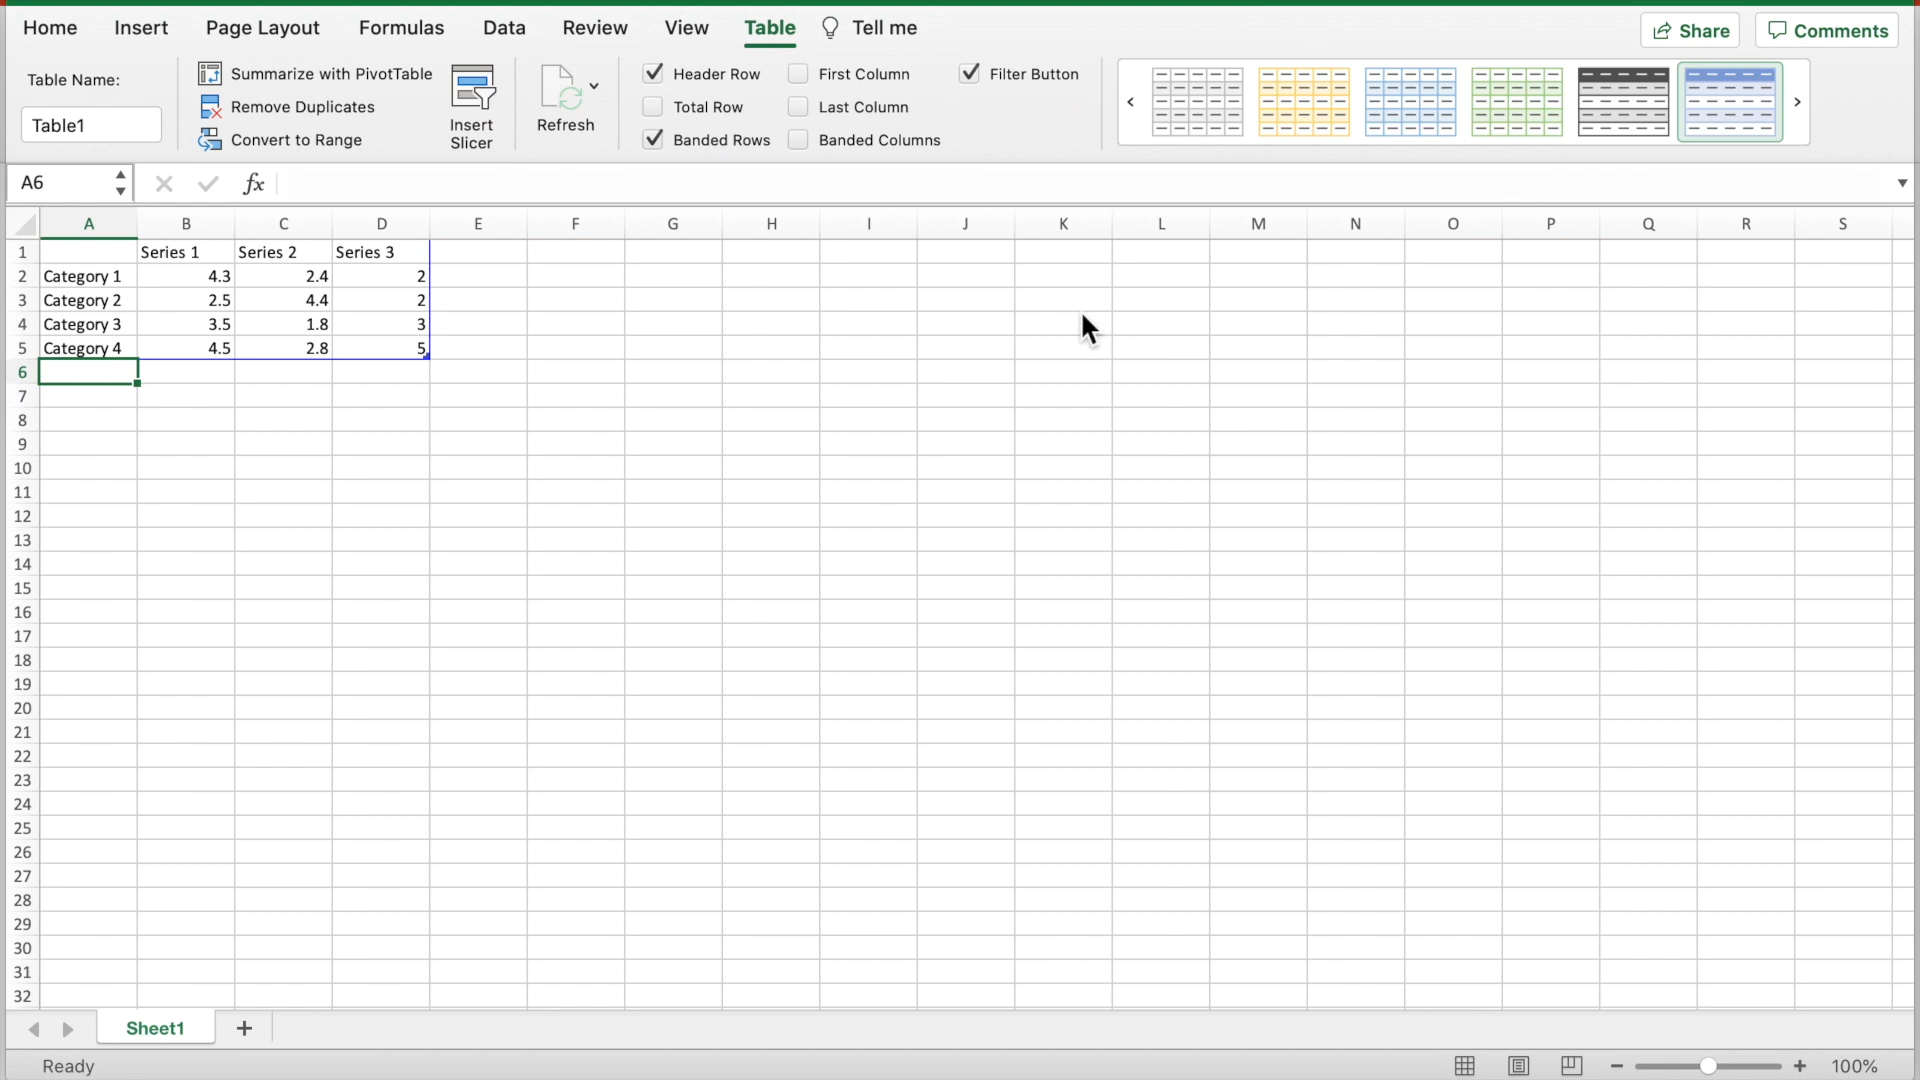 Home Insert Page Layout Formulas Data Review View Table Tell me Share Comments
Table Name:
Table1
Summarize with PivotTable
Remove Duplicates
Convert to Range
Insert
Slicer
Refresh
Header Row First Column Filter Button
Total Row Last Column
Banded Rows Banded Columns
A6 fx
A B C D E F G H I J K L M N O P Q R S
1 Series 1 Series 2 Series 3
2 Category 1 4.3 2.4 2
3 Category 2 2.5 4.4 2
4 Category 3 3.5 1.8 3
5 Category 4 4.5 2.8 5
6
7
8
9
10
11
12
13
14
15
16
17
18
19
20
21
22
23
24
25
26
27
28
29
30
31
32
Sheet1 +
Ready 100%